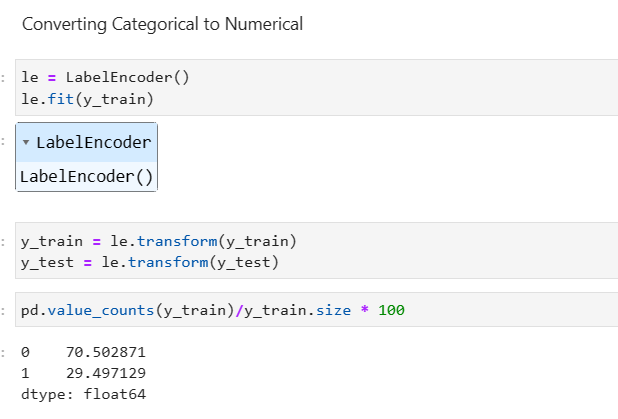 Converting Categorical to Numerical
: le = LabelEncoder()
le.fit(y_train)
: ▾ LabelEncoder
LabelEncoder()
: y_train = le.transform(y_train)
y_test = le.transform(y_test)
: pd.value_counts(y_train)/y_train.size * 100
: 0    70.502871
1    29.497129
dtype: float64